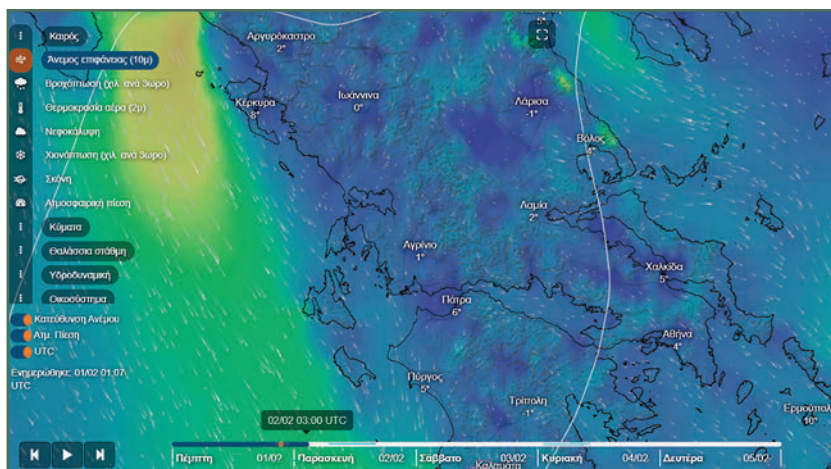 Καιρός
Άνεμος επιφάνειας (10μ)
Βροχόπτωση (χιλ. ανά 3ωρο)
Θερμοκρασία αέρα (2μ)
Νεφοκάλυψη
Χιονόπτωση (χιλ. ανά 3ωρο)
Σκόνη
Ατμοσφαιρική πίεση
Κύματα
Θαλάσσια στάθμη
Υδροδυναμική
Οικοσύστημα
Κατεύθυνση Ανέμου
Ατμ. Πίεση
UTC
Ενημερώθηκε: 01/02 01:07
UTC
5°
Αργυρόκαστρο
2°
Κέρκυρα
8°
Ιωάννινα
0°
Λάρισα
-1°
Βόλος
4°
Λαμία
2°
Αγρίνιο
1°
Χαλκίδα
5°
Πάτρα
6°
Αθήνα
4°
Πύργος
5°
Τρίπολη
-1°
Ερμούπολ
10°
Καλαμάτα
02/02 03:00 UTC
Πέμπτη 01/02 Παρασκευή 02/02 Σάββατο 03/02 Κυριακή 04/02 Δευτέρα 05/02